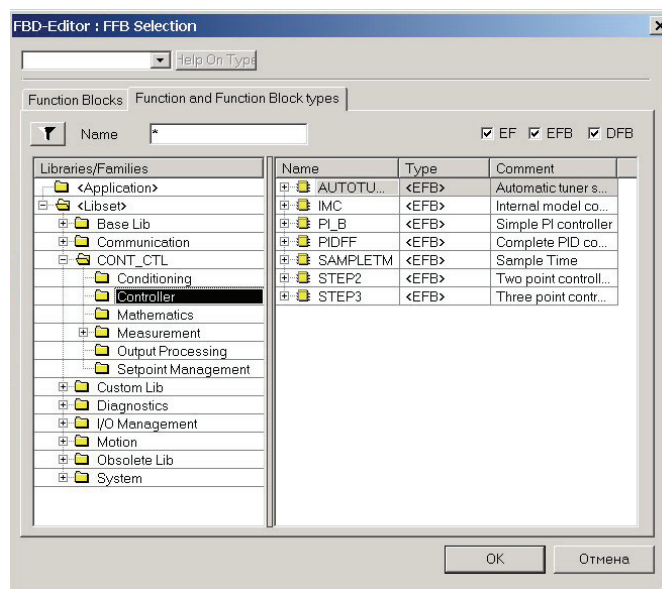 FBD-Editor : FFB Selection
Help On Type
Function Blocks Function and Function Block types
Name * EF EFB DFB
Libraries/Families Name Type Comment
<Application> AUTOTU... <EFB> Automatic tuner s...
<Libset> IMC <EFB> Internal model co...
Base Lib PI_B <EFB> Simple PI controller
Communication PIDFF <EFB> Complete PID co...
CONT_CTL SAMPLETM <EFB> Sample Time
Conditioning STEP2 <EFB> Two point controll...
Controller STEP3 <EFB> Three point contr...
Mathematics
Measurement
Output Processing
Setpoint Management
Custom Lib
Diagnostics
I/O Management
Motion
Obsolete Lib
System
OK Отмена